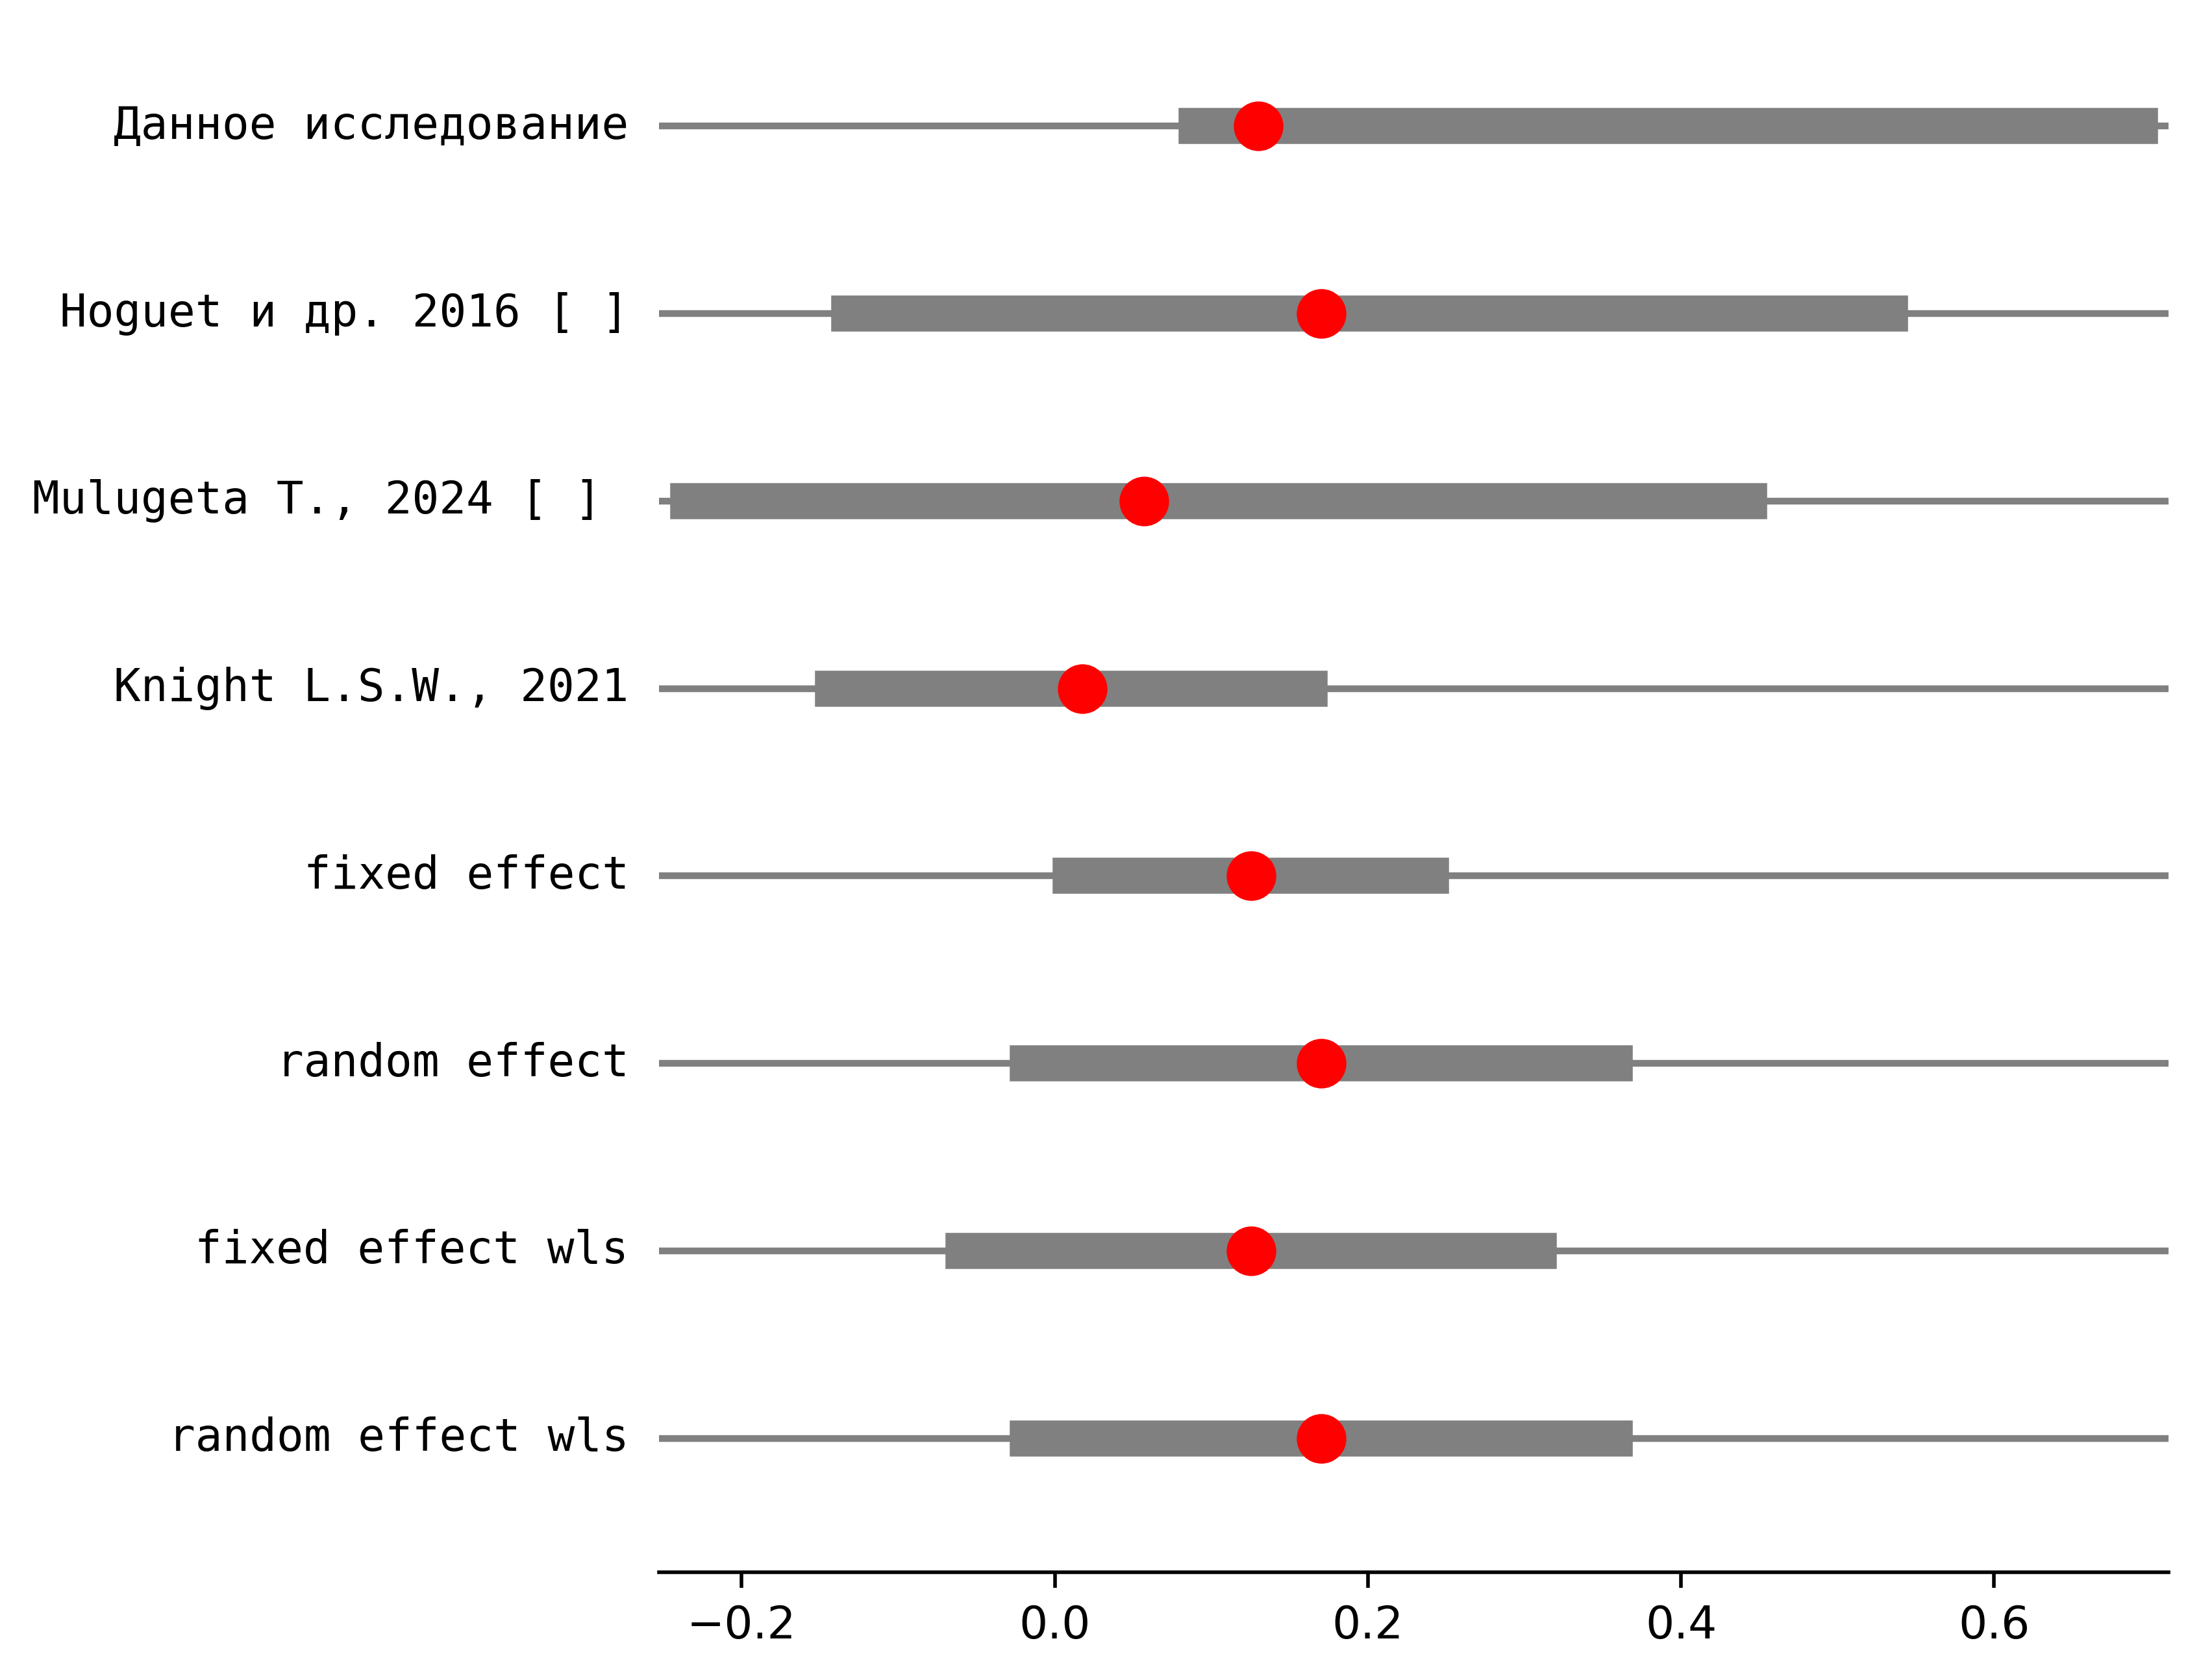 Данное исследование
Hoguet и др. 2016 [ ]
Mulugeta T., 2024 [ ]
Knight L.S.W., 2021
fixed effect
random effect
fixed effect wls
random effect wls
−0.2 0.0 0.2 0.4 0.6